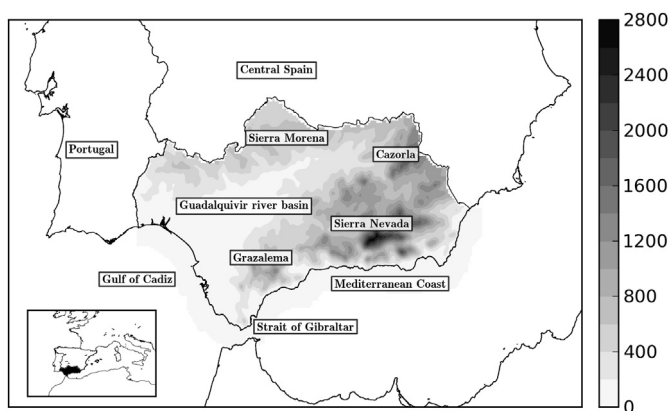 Central Spain
Sierra Morena
Portugal
Cazorla
Guadalquivir river basin
Sierra Nevada
Grazalema
Gulf of Cadiz
Mediterranean Coast
Strait of Gibraltar
2800
2400
2000
1600
1200
800
400
0